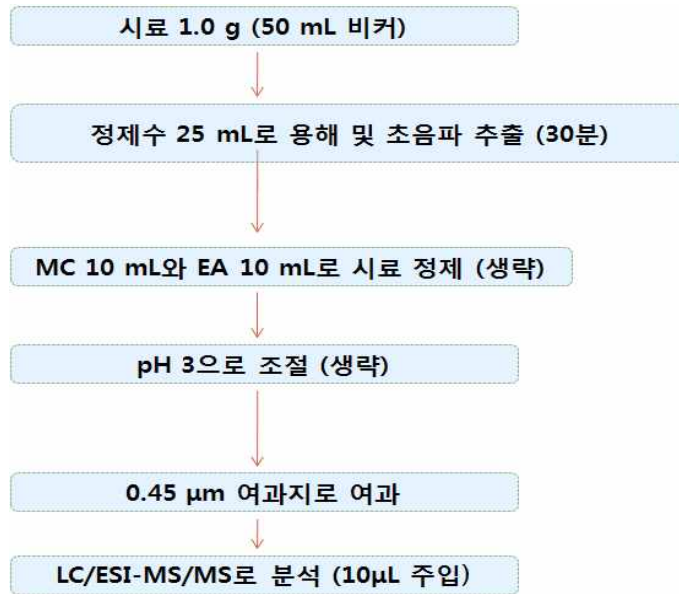 시료 1.0 g (50 mL 비커)
정제수 25 mL로 용해 및 초음파 추출 (30분)
MC 10 mL와 EA 10 mL로 시료 정제 (생략)
pH 3으로 조절 (생략)
0.45 μm 여과지로 여과
LC/ESI-MS/MS로 분석 (10μL 주입)